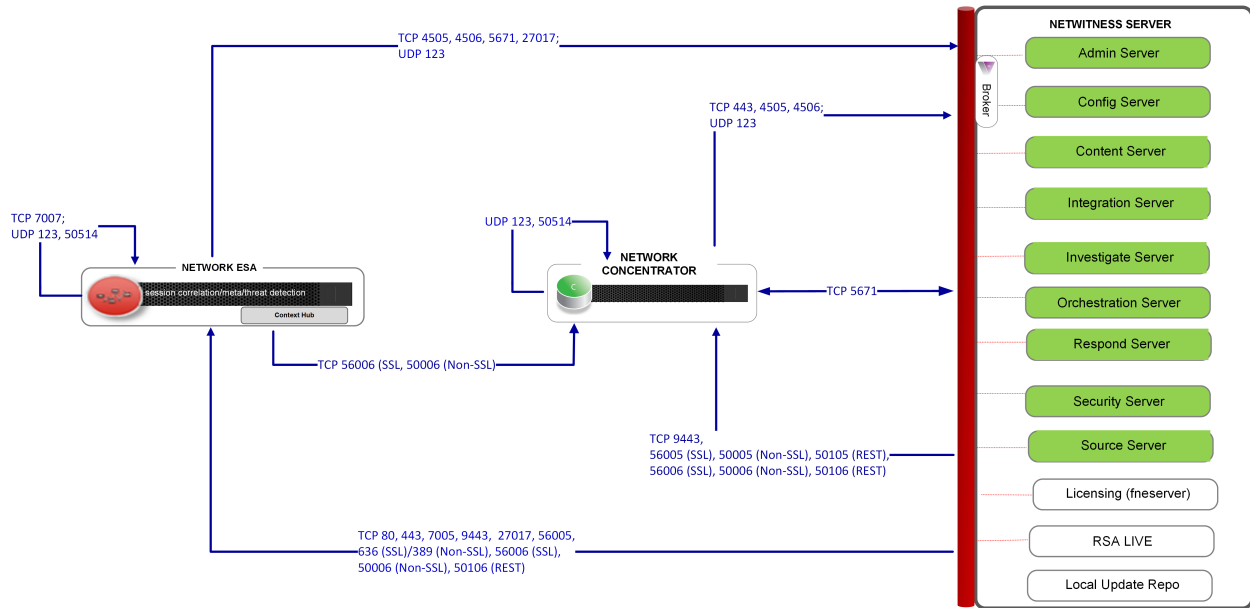 TCP 4505, 4506, 5671, 27017;
UDP 123
TCP 443, 4505, 4506;
UDP 123
TCP 7007;
UDP 123, 50514
NETWORK ESA
session correlation/meta/threat detection
Context Hub
UDP 123, 50514
NETWORK
CONCENTRATOR
C
TCP 5671
TCP 56006 (SSL, 50006 (Non-SSL)
TCP 9443,
56005 (SSL), 50005 (Non-SSL), 50105 (REST),
56006 (SSL), 50006 (Non-SSL), 50106 (REST)
TCP 80, 443, 7005, 9443,  27017, 56005,
636 (SSL)/389 (Non-SSL), 56006 (SSL),
50006 (Non-SSL), 50106 (REST)
NETWITNESS SERVER
Broker
Admin Server
Config Server
Content Server
Integration Server
Investigate Server
Orchestration Server
Respond Server
Security Server
Source Server
Licensing (fneserver)
RSA LIVE
Local Update Repo